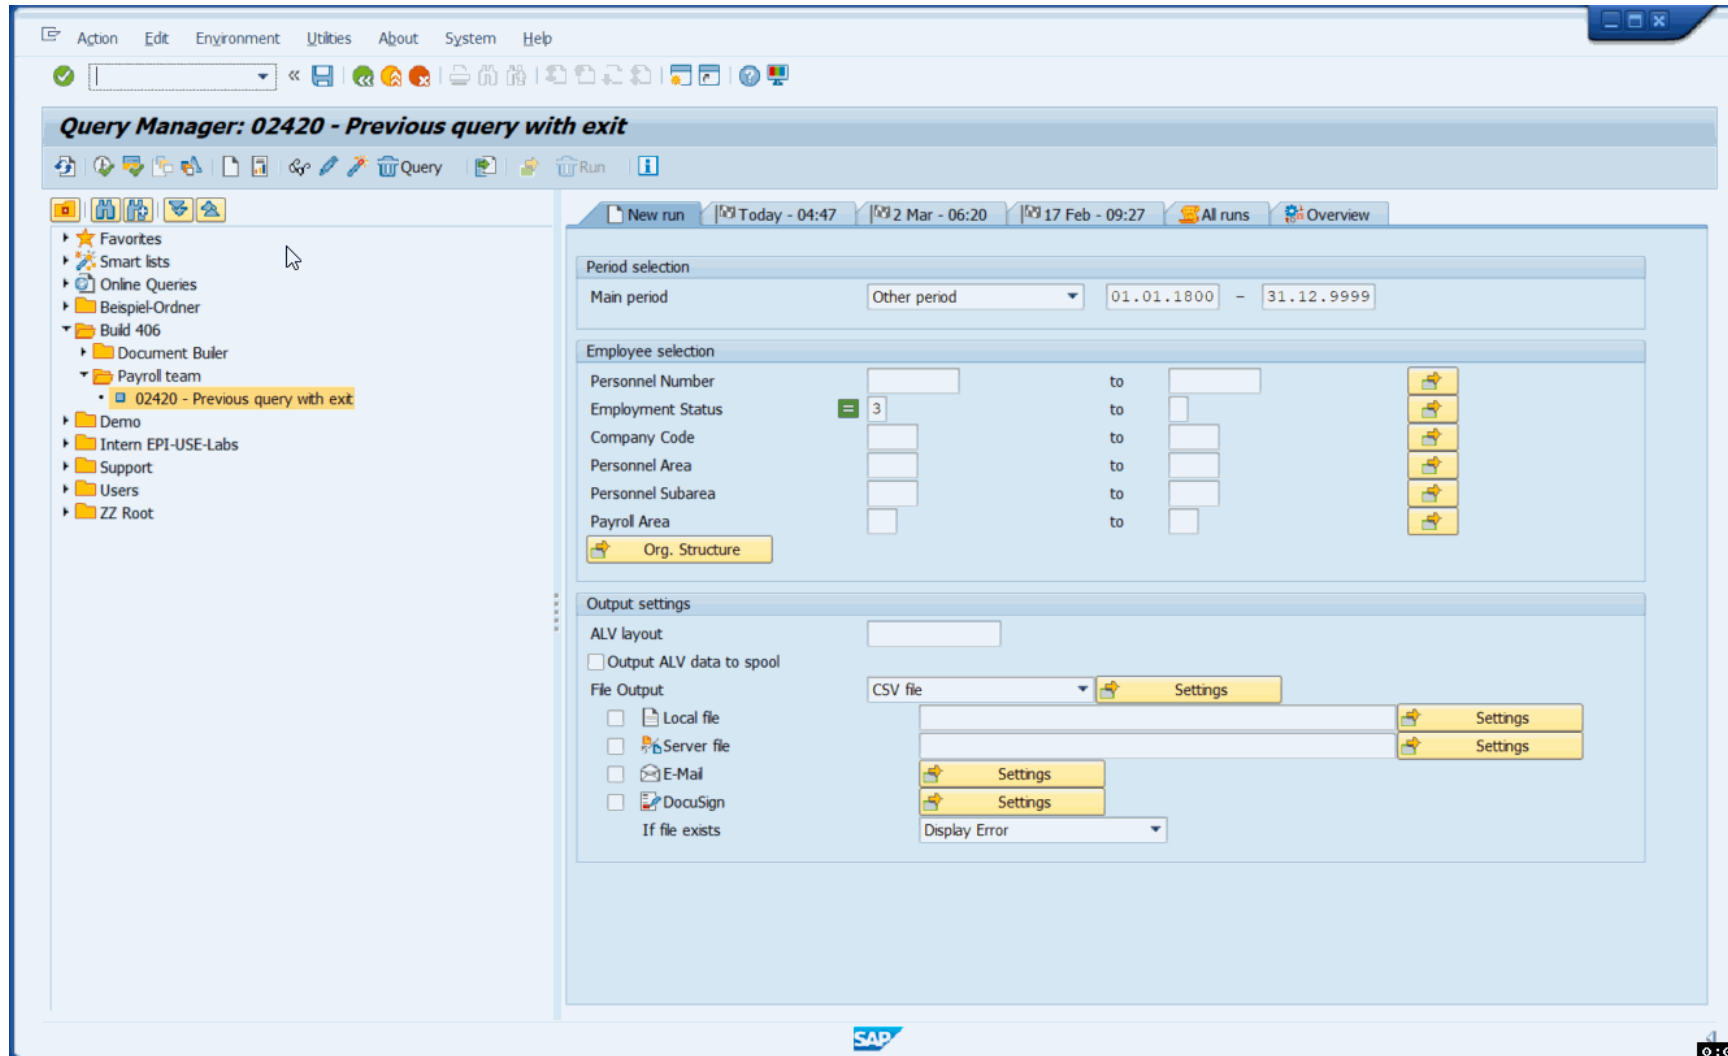 Action Edit Environment Utilities About System Help
Query Manager: 02420 - Previous query with exit
Query Run
New run Today - 04:47 2 Mar - 06:20 17 Feb - 09:27 All runs Overview
Favorites
Smart lists
Online Queries
Beispiel-Ordner
Build 406
Document Builer
Payroll team
02420 - Previous query with exit
Demo
Intern EPI-USE-Labs
Support
Users
ZZ Root
Period selection
Main period Other period 01.01.1800 - 31.12.9999
Employee selection
Personnel Number to
Employment Status = 3 to
Company Code to
Personnel Area to
Personnel Subarea to
Payroll Area to
Org. Structure
Output settings
ALV layout
Output ALV data to spool
File Output CSV file Settings
Local file Settings
Server file Settings
E-Mail Settings
DocuSign Settings
If file exists Display Error
SAP